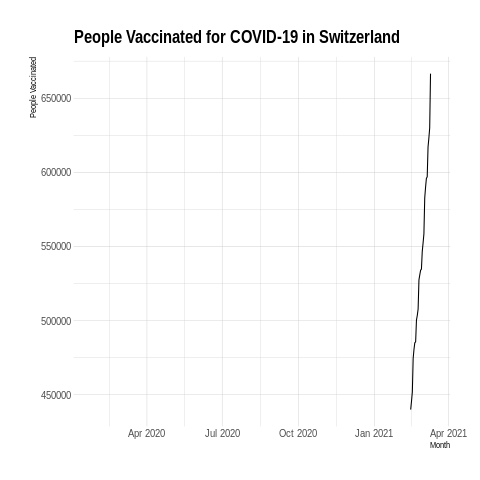 People Vaccinated for COVID-19 in Switzerland
People Vaccinated
650000
600000
550000
500000
450000
Apr 2020 Jul 2020 Oct 2020 Jan 2021 Apr 2021
Month